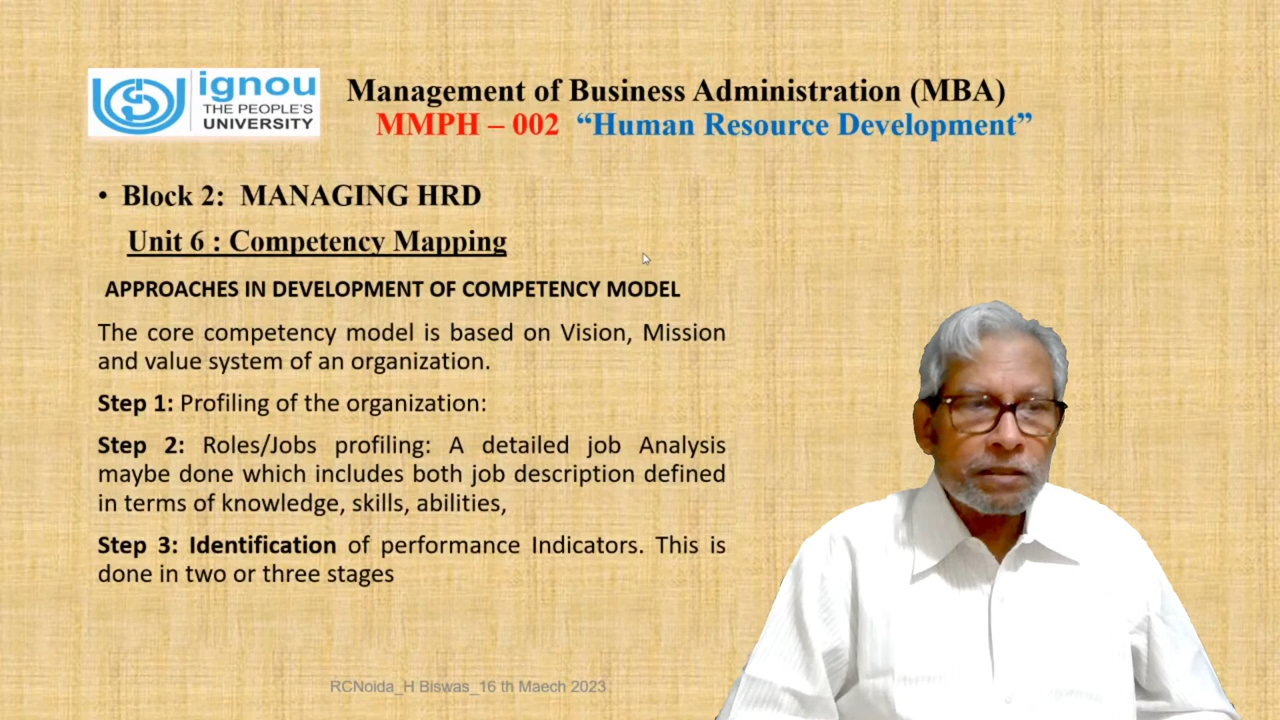 ignou
THE PEOPLE'S
UNIVERSITY
Management of Business Administration (MBA)
MMPH – 002 “Human Resource Development”
• Block 2: MANAGING HRD
Unit 6 : Competency Mapping
APPROACHES IN DEVELOPMENT OF COMPETENCY MODEL
The core competency model is based on Vision, Mission
and value system of an organization.
Step 1: Profiling of the organization:
Step 2: Roles/Jobs profiling: A detailed job Analysis
maybe done which includes both job description defined
in terms of knowledge, skills, abilities,
Step 3: Identification of performance Indicators. This is
done in two or three stages
RCNoida_H Biswas_16 th Maech 2023